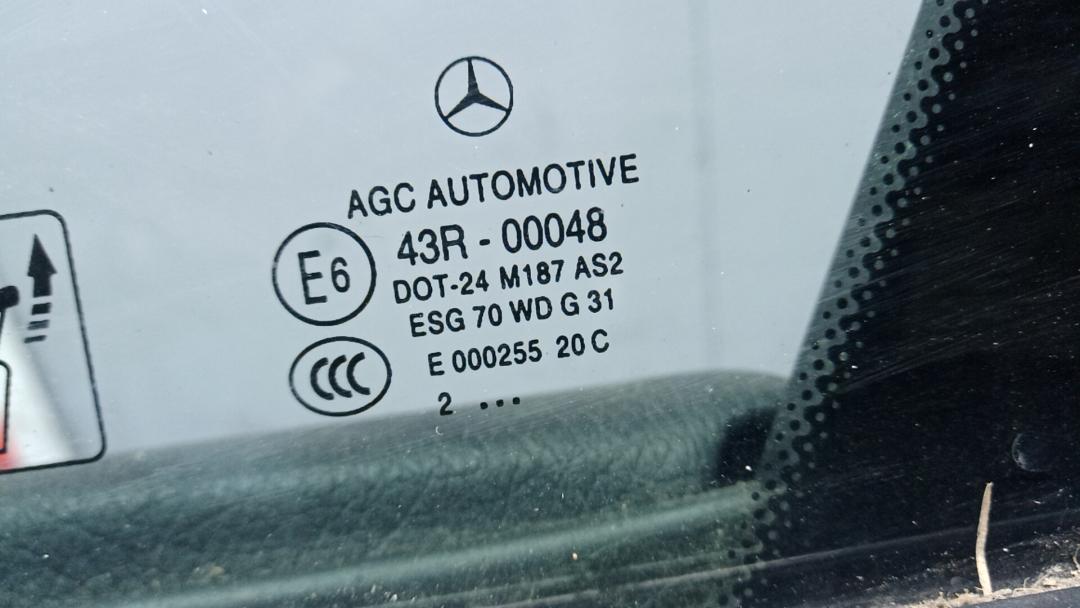 AGC AUTOMOTIVE
E6
43R - 00048
DOT-24 M187 AS2
ESG 70 WD G 31
CCC
E 000255 20 C
2 ...